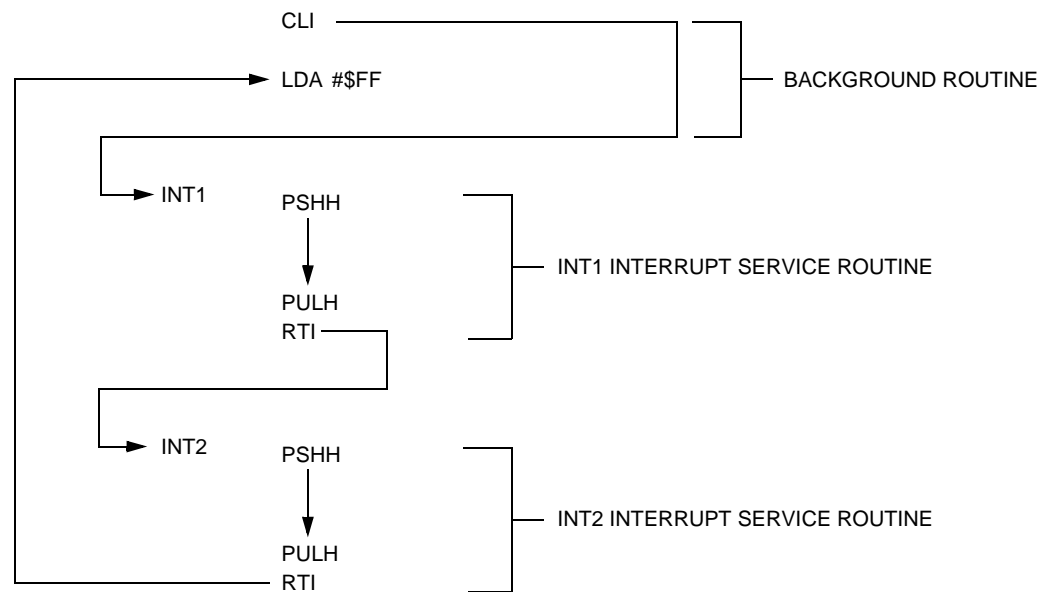 CLI
LDA #$FF
BACKGROUND ROUTINE
INT1
PSHH
INT1 INTERRUPT SERVICE ROUTINE
PULH
RTI
INT2
PSHH
INT2 INTERRUPT SERVICE ROUTINE
PULH
RTI